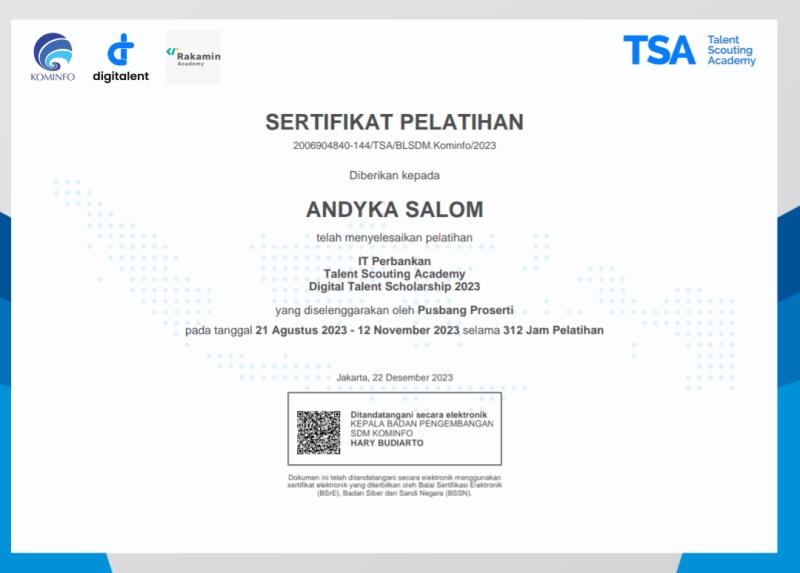 KOMINFO
digitalent
Rakamin
Academy
TSA
Talent
Scouting
Academy
SERTIFIKAT PELATIHAN
2006904840-144/TSA/BLSDM.Kominfo/2023
Diberikan kepada
ANDYKA SALOM
telah menyelesaikan pelatihan
IT Perbankan
Talent Scouting Academy
Digital Talent Scholarship 2023
yang diselenggarakan oleh Pusbang Proserti
pada tanggal 21 Agustus 2023 - 12 November 2023 selama 312 Jam Pelatihan
Jakarta, 22 Desember 2023
Ditandatangani secara elektronik
KEPALA BADAN PENGEMBANGAN
SDM KOMINFO
HARY BUDIARTO
Dokumen ini telah ditandatangani secara elektronik menggunakan
sertifikat elektronik yang diterbitkan oleh Balai Sertifikasi Elektronik
(BSrE), Badan Siber dan Sandi Negara (BSSN).